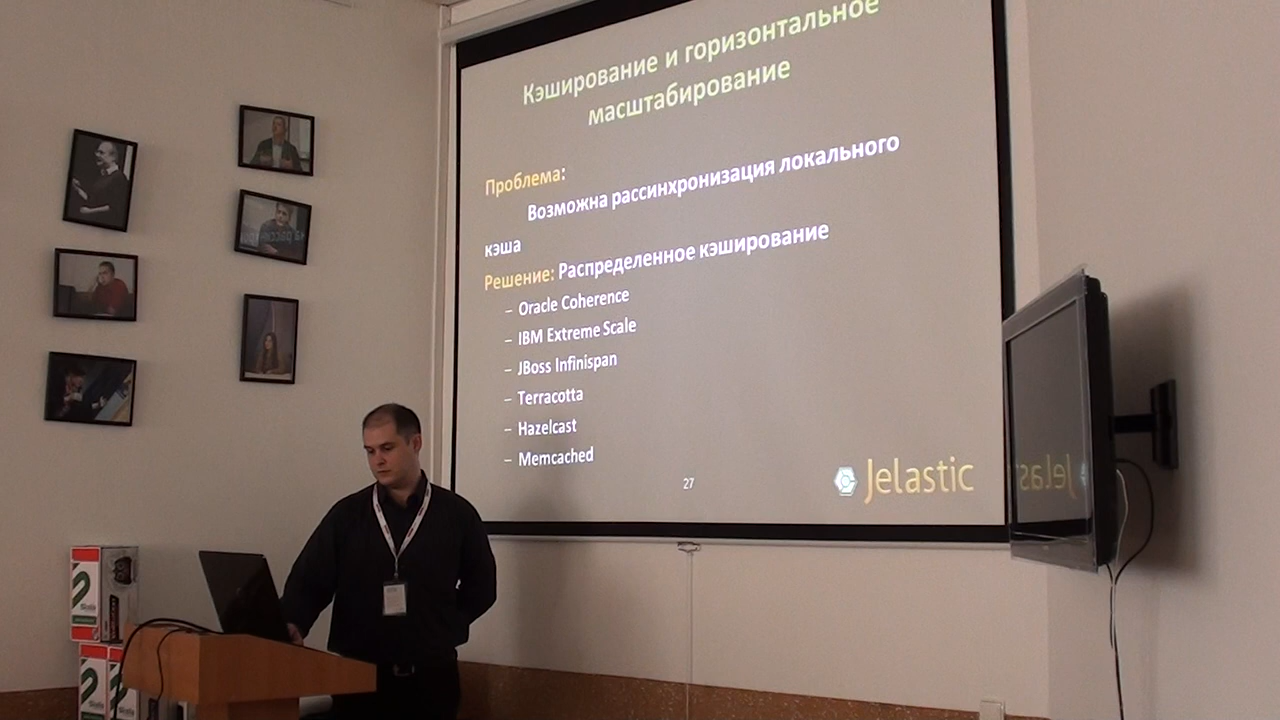 Кэширование и горизонтальное
масштабирование
Проблема:
Возможна рассинхронизация локального
кэша
Решение: Распределенное кэширование
– Oracle Coherence
– IBM Extreme Scale
– JBoss Infinispan
– Terracotta
– Hazelcast
– Memcached
27
Jelastic